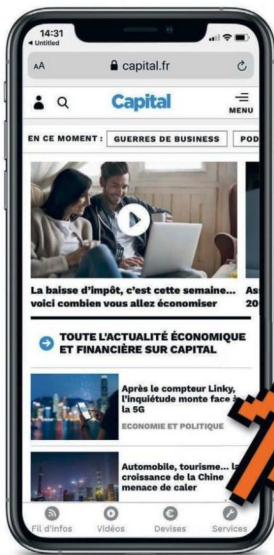 14:31
◀ Untitled
AA capital.fr
Capital
MENU
EN CE MOMENT : GUERRES DE BUSINESS POD
La baisse d'impôt, c'est cette semaine...
voici combien vous allez économiser
As
20
TOUTE L'ACTUALITÉ ÉCONOMIQUE
ET FINANCIÈRE SUR CAPITAL
Après le compteur Linky,
l'inquiétude monte face à
la 5G
ECONOMIE ET POLITIQUE
Automobile, tourisme... la
croissance de la Chine
menace de caler
Fil d'infos Vidéos Devises Services